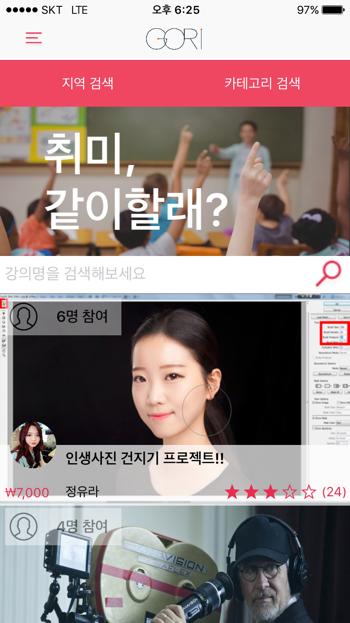 SKT LTE 오후 6:25 97%
GORI
지역 검색 카테고리 검색
취미,
같이할래?
강의명을 검색해보세요
6명 참여
인생사진 건지기 프로젝트!!
₩7,000 정유라 (24)
4명 참여